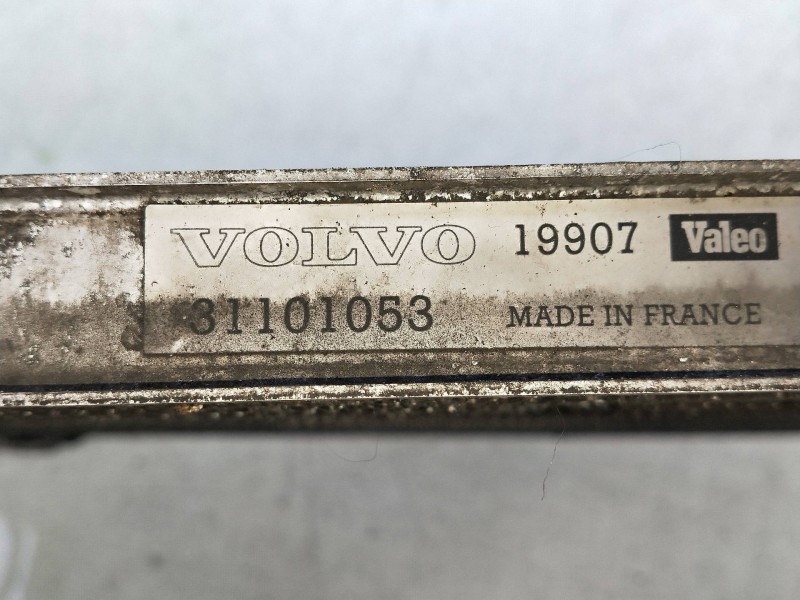 VOLVO 19907 Valeo
31101053 MADE IN FRANCE